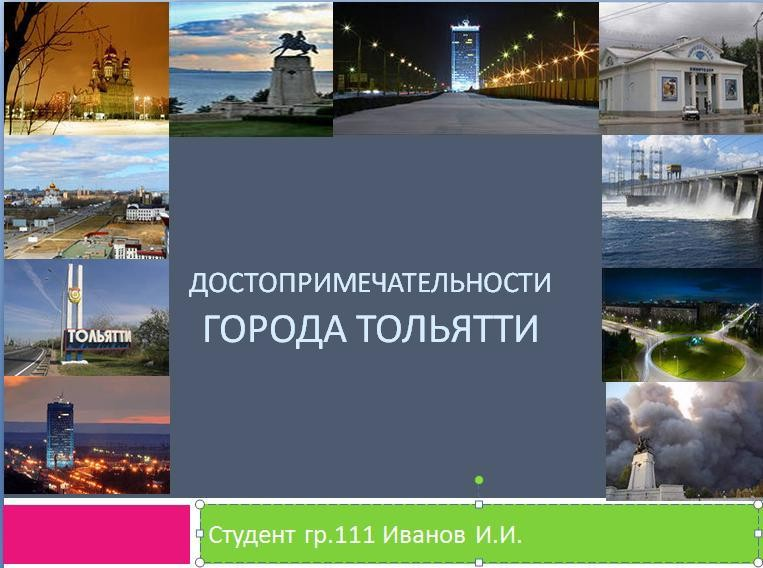 ДОСТОПРИМЕЧАТЕЛЬНОСТИ
ГОРОДА ТОЛЬЯТТИ
ТОЛЬЯТТИ
Студент гр.111 Иванов И.И.